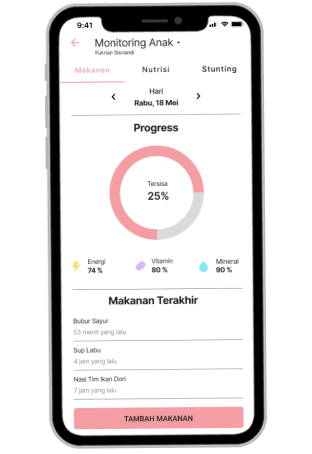 9:41
Monitoring Anak
Fukrian Sisnandi
Makanan Nutrisi Stunting
Hari
Rabu, 18 Mei
Progress
Tersisa
25%
Energi Vitamin Mineral
74 % 80 % 90 %
Makanan Terakhir
Bubur Sayur
53 menit yang lalu
Sup Labu
4 jam yang lalu
Nasi Tim Ikan Dori
7 jam yang lalu
TAMBAH MAKANAN